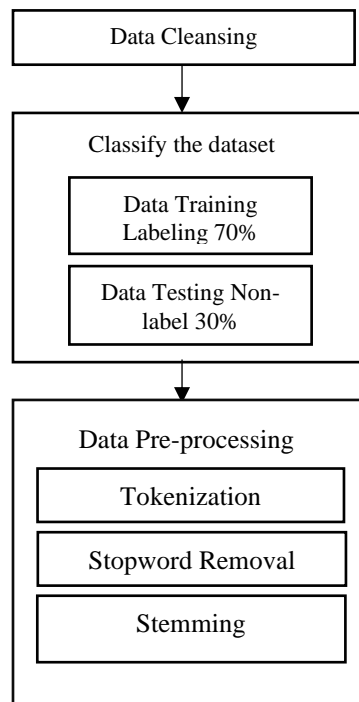 Data Cleansing
Classify the dataset
Data Training
Labeling 70%
Data Testing Non-
label 30%
Data Pre-processing
Tokenization
Stopword Removal
Stemming